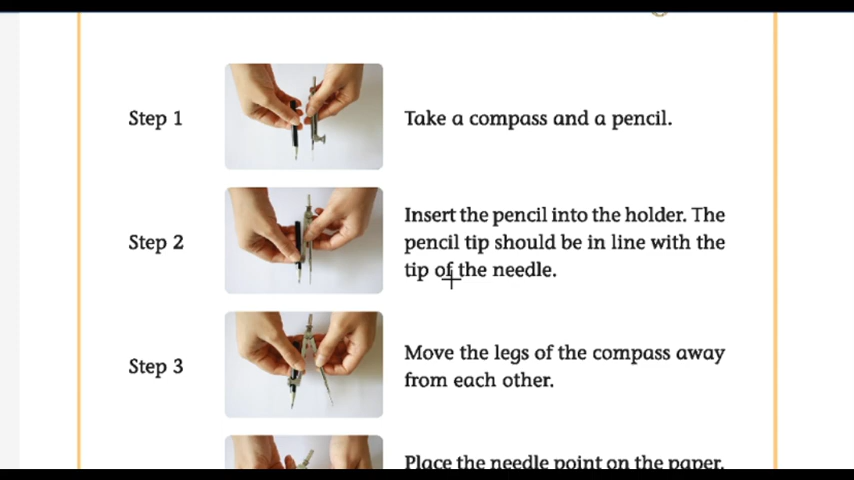 Step 1
Take a compass and a pencil.
Step 2
Insert the pencil into the holder. The
pencil tip should be in line with the
tip of the needle.
Step 3
Move the legs of the compass away
from each other.
Place the needle point on the paper.